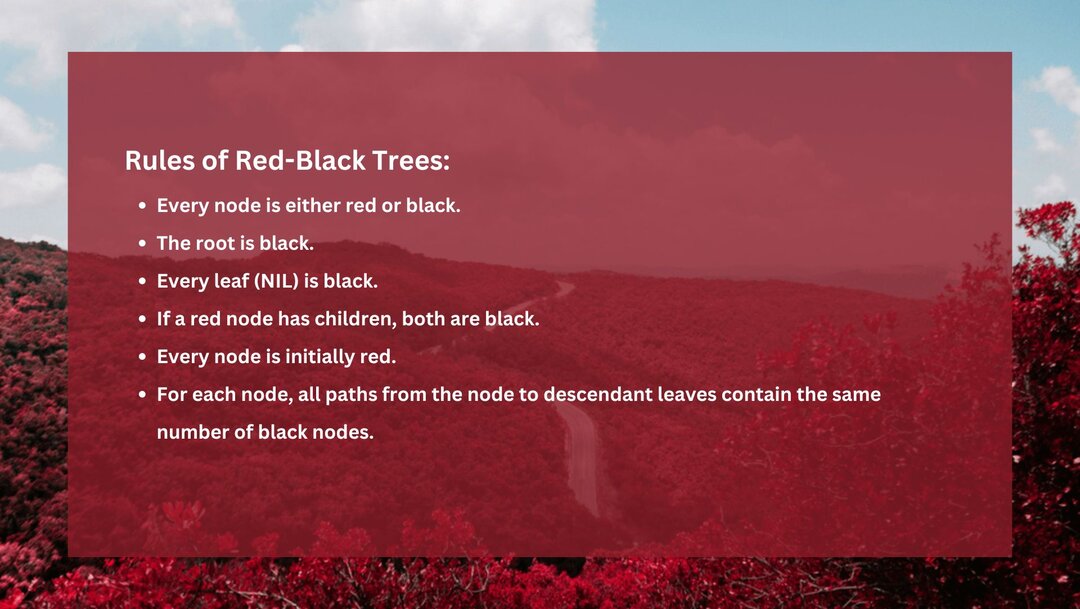 Rules of Red-Black Trees:
• Every node is either red or black.
• The root is black.
• Every leaf (NIL) is black.
• If a red node has children, both are black.
• Every node is initially red.
• For each node, all paths from the node to descendant leaves contain the same
number of black nodes.